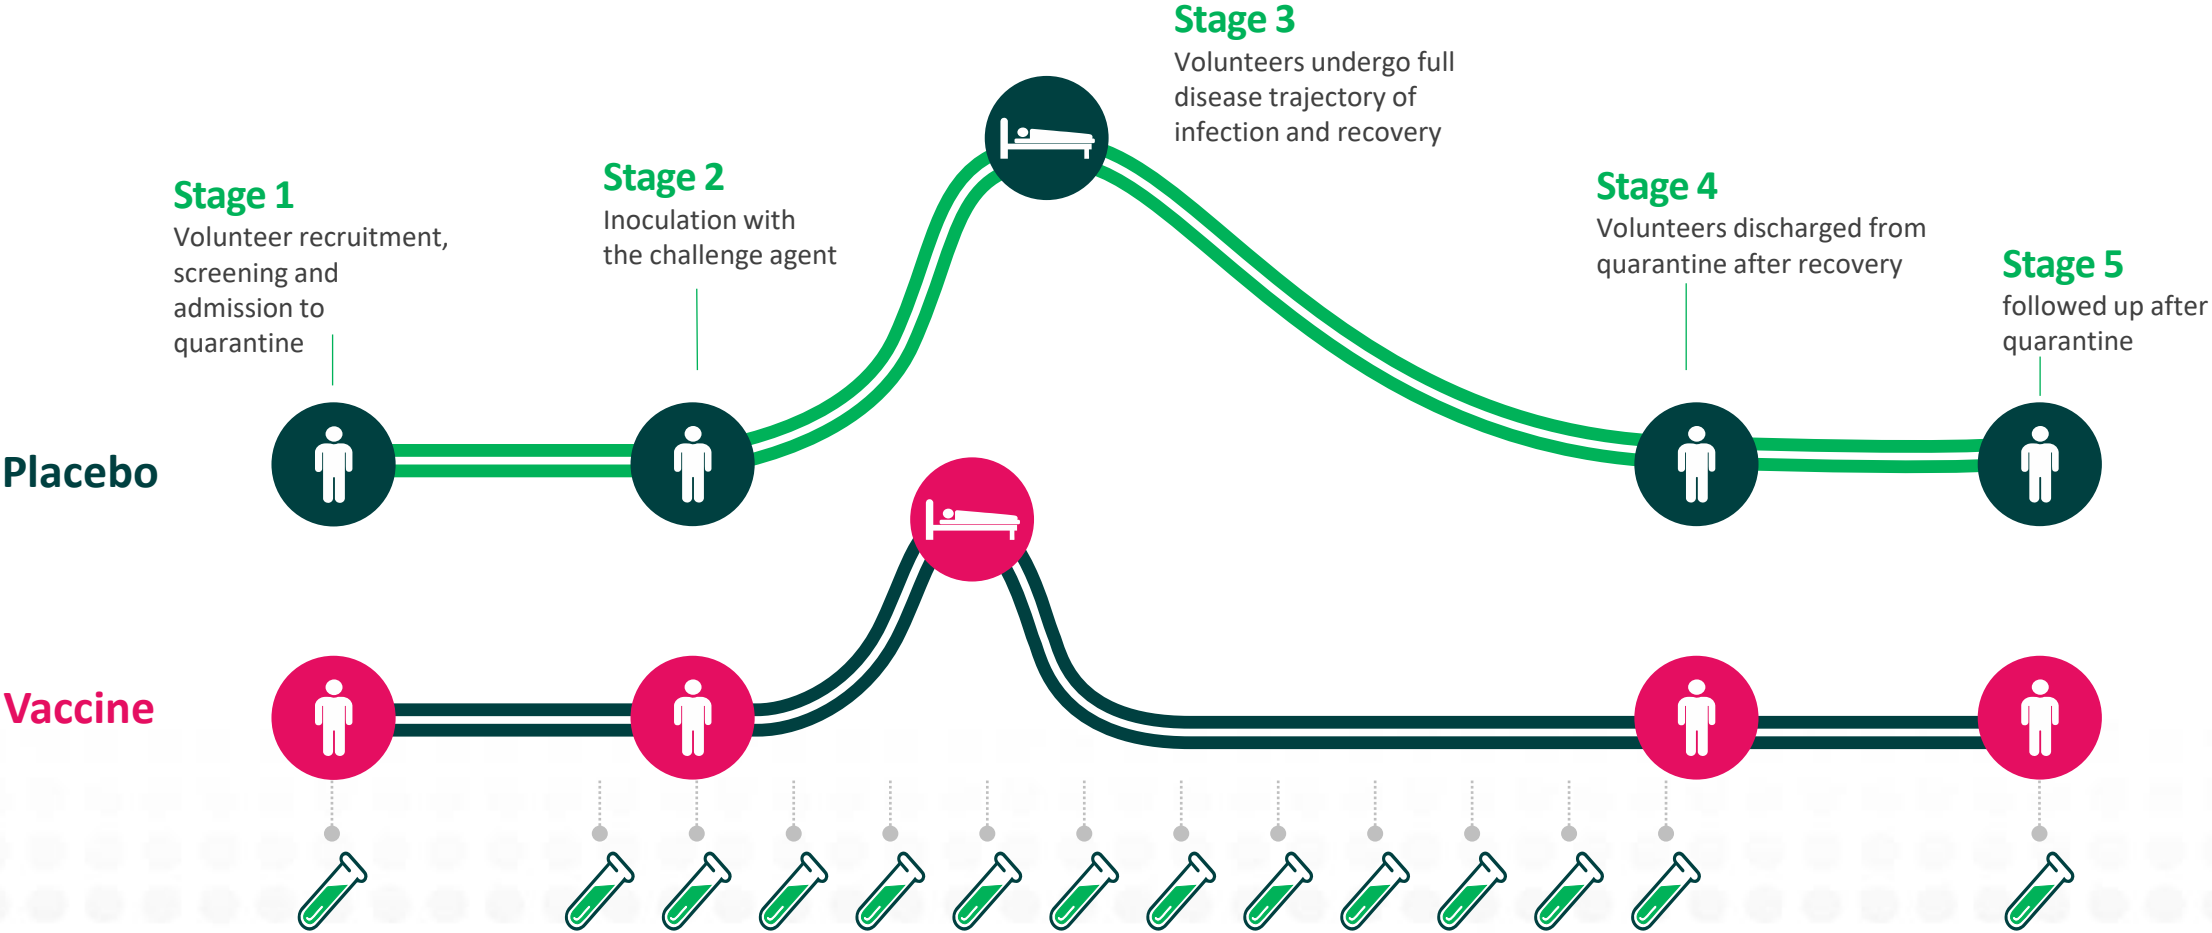 Stage 1
Volunteer recruitment,
screening and
admission to
quarantine
Stage 2
Inoculation with
the challenge agent
Stage 3
Volunteers undergo full
disease trajectory of
infection and recovery
Stage 4
Volunteers discharged from
quarantine after recovery
Stage 5
followed up after
quarantine
Placebo
Vaccine